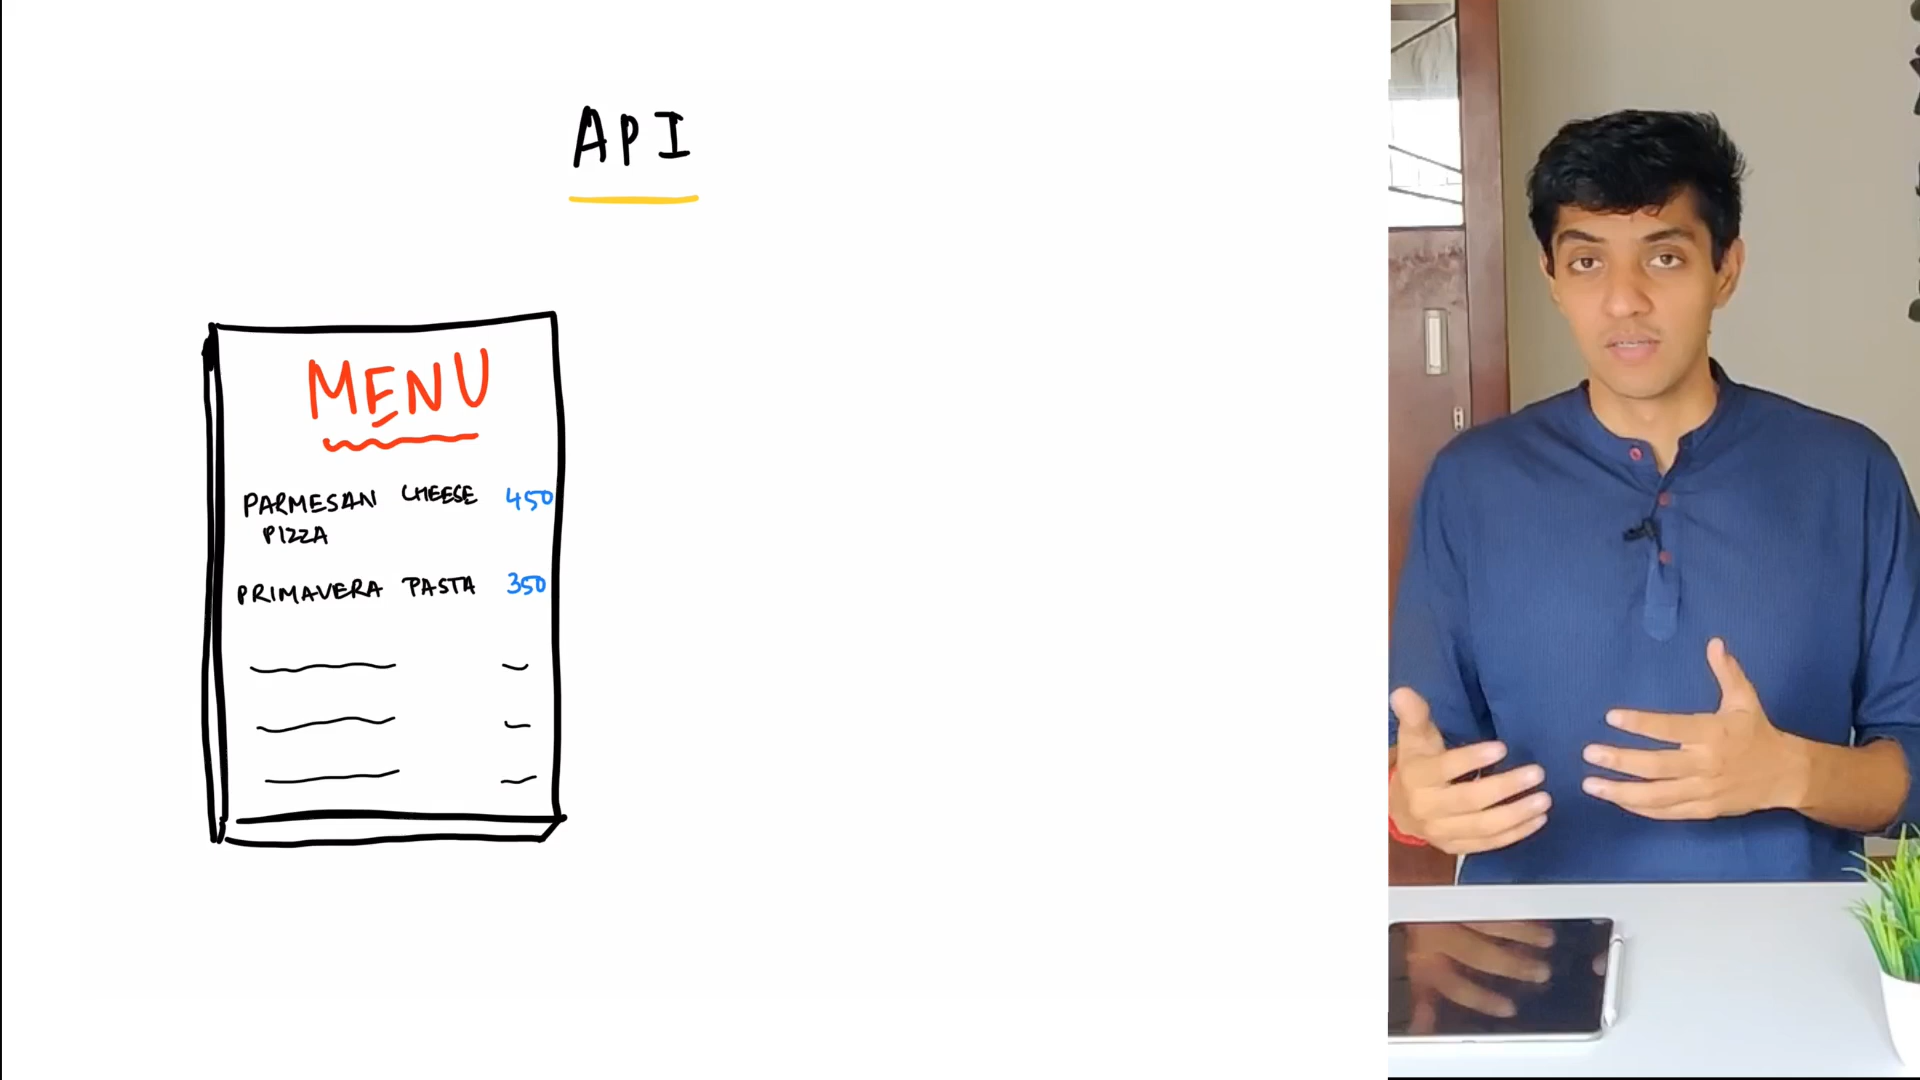 API
MENU
PARMESAN CHEESE 450
PIZZA
PRIMAVERA PASTA 350